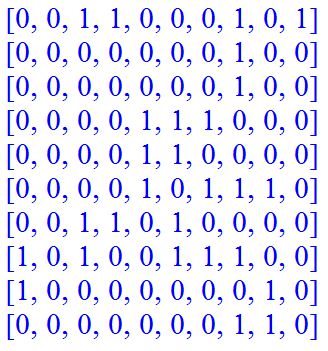 [0, 0, 1, 1, 0, 0, 0, 1, 0, 1]
[0, 0, 0, 0, 0, 0, 0, 1, 0, 0]
[0, 0, 0, 0, 0, 0, 0, 1, 0, 0]
[0, 0, 0, 0, 1, 1, 1, 0, 0, 0]
[0, 0, 0, 0, 1, 1, 0, 0, 0, 0]
[0, 0, 0, 0, 1, 0, 1, 1, 1, 0]
[0, 0, 1, 1, 0, 1, 0, 0, 0, 0]
[1, 0, 1, 0, 0, 1, 1, 1, 0, 0]
[1, 0, 0, 0, 0, 0, 0, 0, 1, 0]
[0, 0, 0, 0, 0, 0, 0, 1, 1, 0]